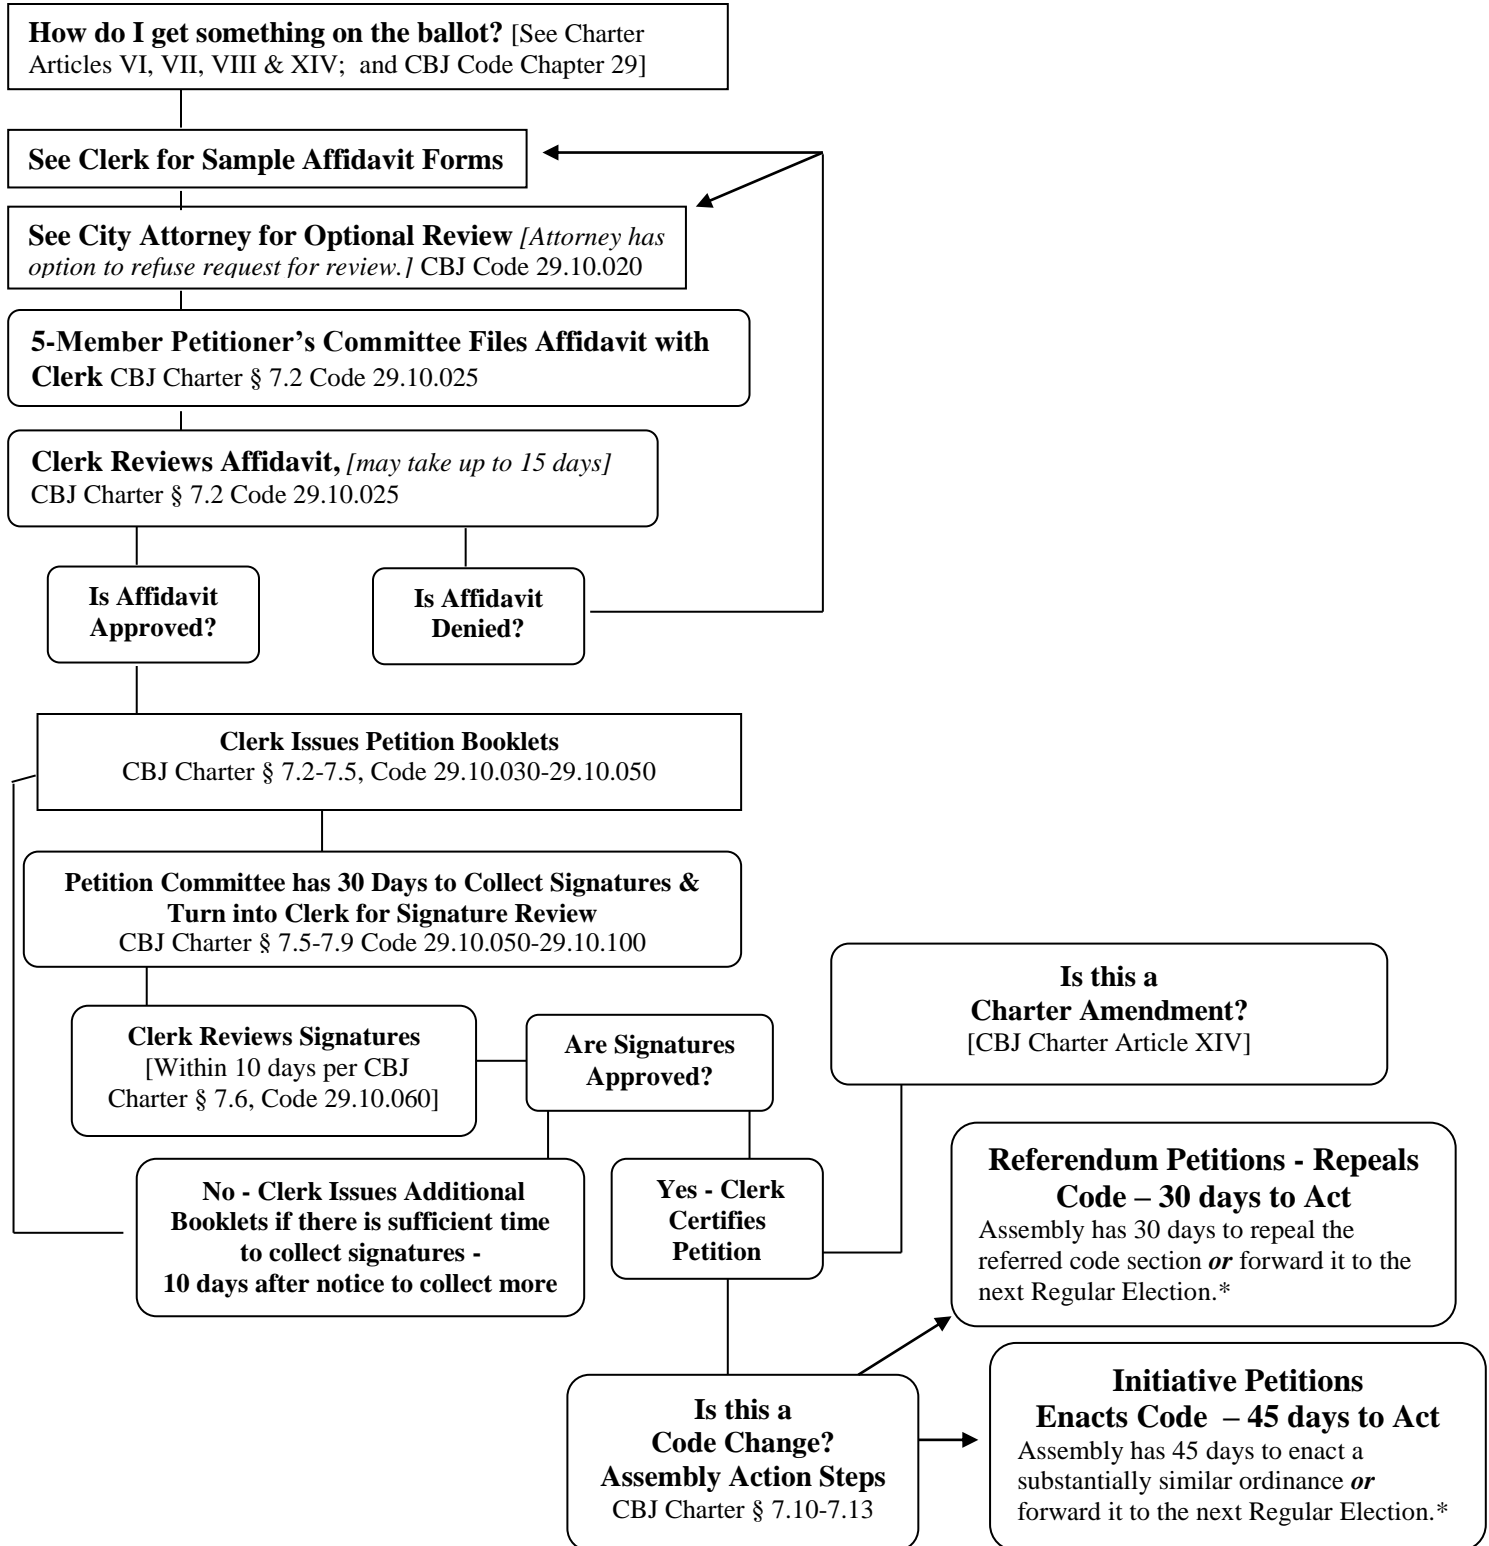 How do I get something on the ballot? [See Charter
Articles VI, VII, VIII & XIV;  and CBJ Code Chapter 29]
See Clerk for Sample Affidavit Forms
See City Attorney for Optional Review [Attorney has
option to refuse request for review.] CBJ Code 29.10.020
5-Member Petitioner’s Committee Files Affidavit with
Clerk CBJ Charter § 7.2 Code 29.10.025
Clerk Reviews Affidavit, [may take up to 15 days]
CBJ Charter § 7.2 Code 29.10.025
Is Affidavit
Approved?
Is Affidavit
Denied?
Clerk Issues Petition Booklets
CBJ Charter § 7.2-7.5, Code 29.10.030-29.10.050
Petition Committee has 30 Days to Collect Signatures &
Turn into Clerk for Signature Review
CBJ Charter § 7.5-7.9 Code 29.10.050-29.10.100
Clerk Reviews Signatures
[Within 10 days per CBJ
Charter § 7.6, Code 29.10.060]
Are Signatures
Approved?
No - Clerk Issues Additional
Booklets if there is sufficient time
to collect signatures -
10 days after notice to collect more
Yes - Clerk
Certifies
Petition
Is this a
Charter Amendment?
[CBJ Charter Article XIV]
Is this a
Code Change?
Assembly Action Steps
CBJ Charter § 7.10-7.13
Referendum Petitions - Repeals
Code – 30 days to Act
Assembly has 30 days to repeal the
referred code section or forward it to the
next Regular Election.*
Initiative Petitions
Enacts Code – 45 days to Act
Assembly has 45 days to enact a
substantially similar ordinance or
forward it to the next Regular Election.*